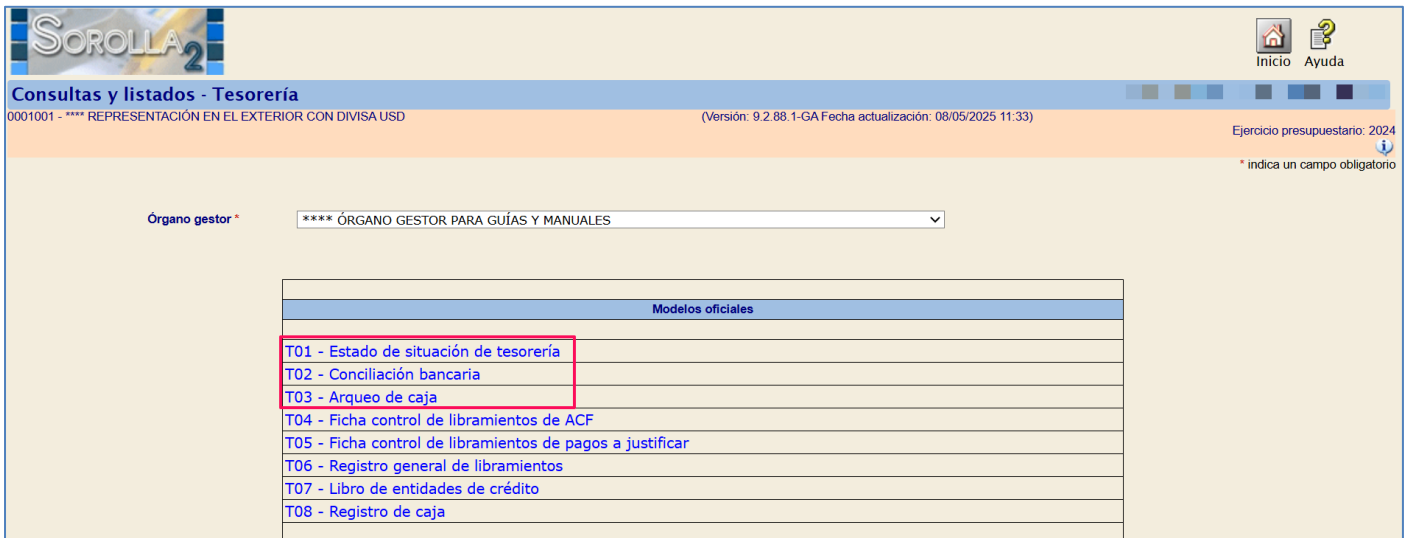 SOROLLA2
Inicio Ayuda
Consultas y listados - Tesorería
0001001 - **** REPRESENTACIÓN EN EL EXTERIOR CON DIVISA USD (Versión: 9.2.88.1-GA Fecha actualización: 08/05/2025 11:33)
Ejercicio presupuestario: 2024
* indica un campo obligatorio
Órgano gestor * **** ÓRGANO GESTOR PARA GUÍAS Y MANUALES
Modelos oficiales
T01 - Estado de situación de tesorería
T02 - Conciliación bancaria
T03 - Arqueo de caja
T04 - Ficha control de libramientos de ACF
T05 - Ficha control de libramientos de pagos a justificar
T06 - Registro general de libramientos
T07 - Libro de entidades de crédito
T08 - Registro de caja